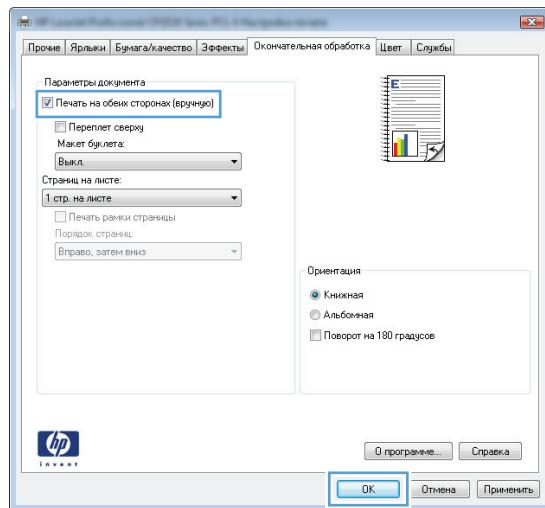 Прочие Ярлыки Бумага/качество Эффекты Окончательная обработка Цвет Службы
Параметры документа
Печать на обеих сторонах (вручную)
Переплет сверху
Макет буклета:
Выкл.
Страниц на листе:
1 стр. на листе
Печать рамки страницы
Порядок страниц:
Вправо, затем вниз
E
Ориентация
Книжная
Альбомная
Поворот на 180 градусов
hp
invent
О программе... Справка
OK Отмена Применить